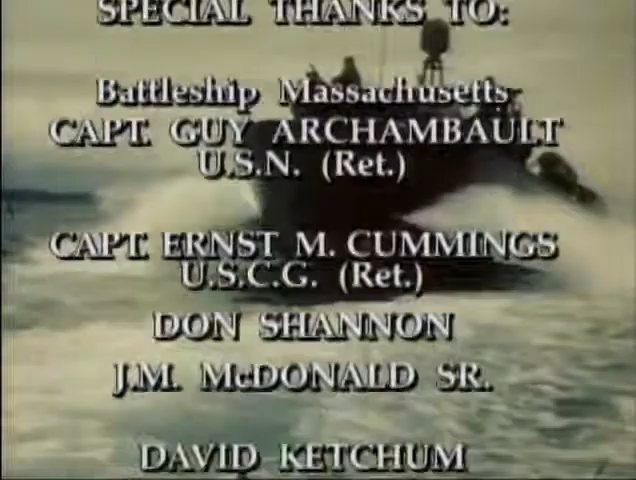 SPECIAL THANKS TO:
Battleship Massachusetts
CAPT. GUY ARCHAMBAULT
U.S.N. (Ret.)
CAPT. ERNST M. CUMMINGS
U.S.C.G. (Ret.)
DON SHANNON
J.M. McDONALD SR.
DAVID KETCHUM